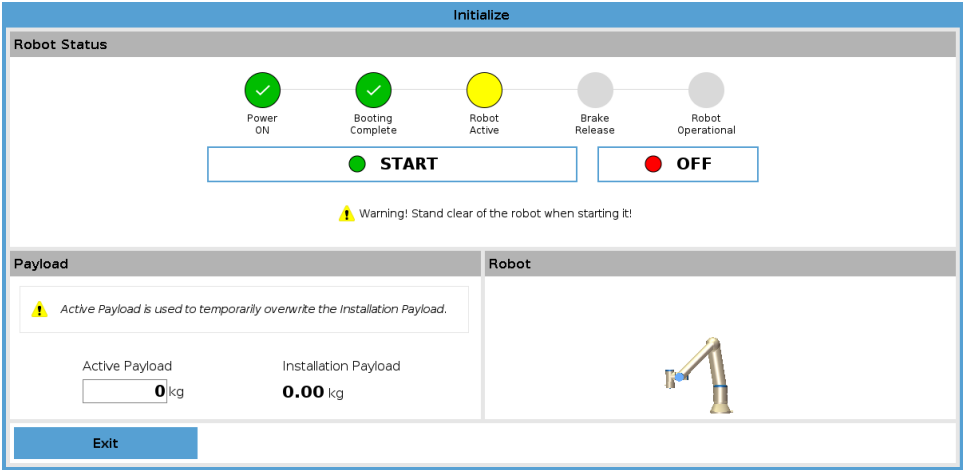 Initialize
Robot Status
Power
ON
Booting
Complete
Robot
Active
Brake
Release
Robot
Operational
START
OFF
Warning! Stand clear of the robot when starting it!
Payload
Robot
Active Payload is used to temporarily overwrite the Installation Payload.
Active Payload
Installation Payload
0 kg
0.00 kg
Exit